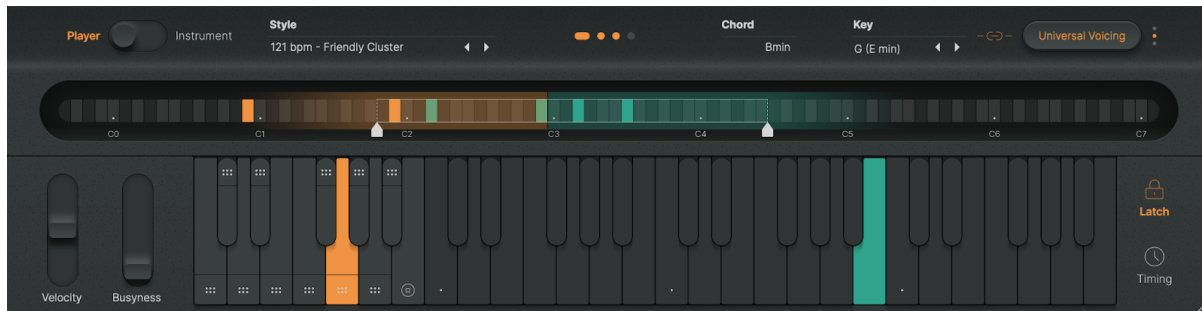 Style
Chord
Key
Player
Instrument
121 bpm - Friendly Cluster
Bmin
G (E min)
Universal Voicing
C0
C1
C2
C3
C4
C5
C6
C7
Latch
Timing
Velocity
Busyness